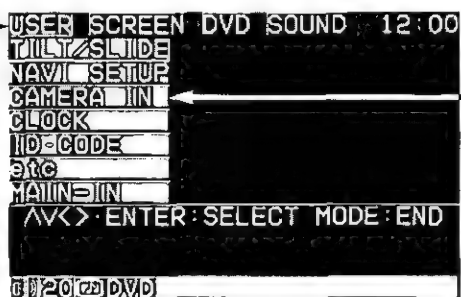 USER SCREEN DVD SOUND 12:00
TILT/SLIDE
NAVI SETUP
CAMERA IN
CLOCK
ID-CODE
etc
MAIN-IN
ΛV<>·ENTER:SELECT MODE:END
DVD